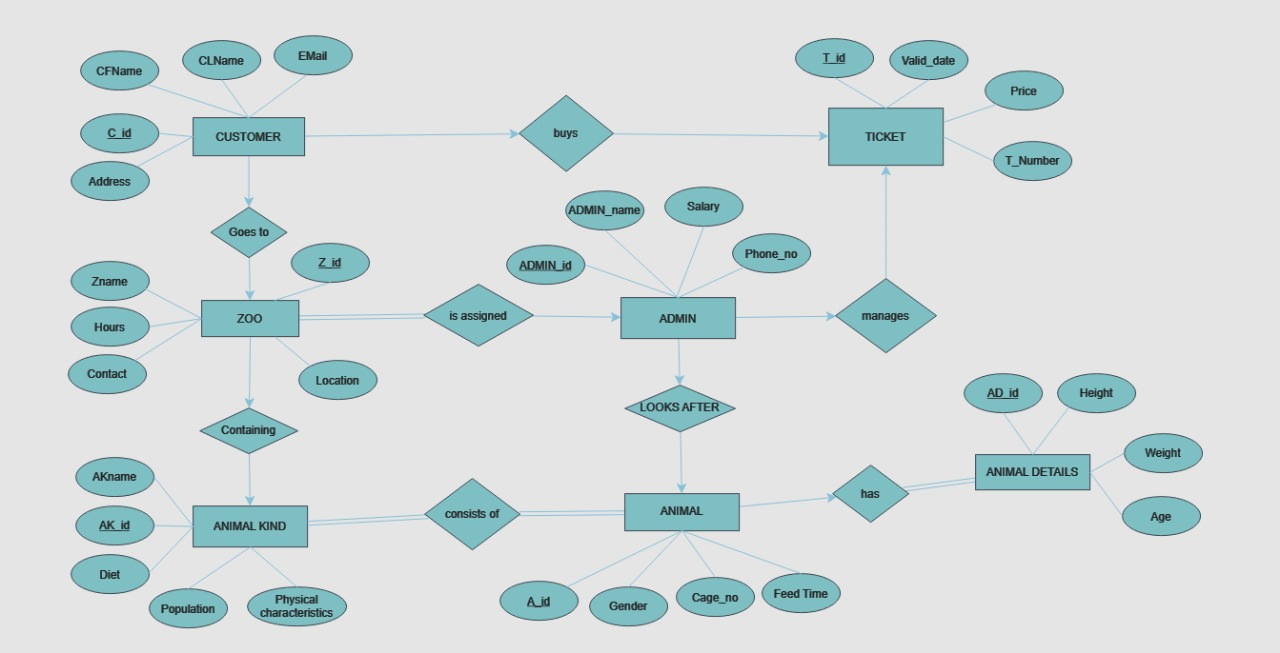 EMail
CLName
CFName
T_id
Valid_date
Price
C_id
CUSTOMER
buys
TICKET
T_Number
Address
ADMIN_name
Salary
Goes to
Phone_no
Z_id
ADMIN_id
Zname
ZOO
is assigned
ADMIN
manages
Hours
Contact
Location
LOOKS AFTER
AD_id
Height
Containing
Weight
AKname
ANIMAL DETAILS
has
AK_id
ANIMAL KIND
consists of
ANIMAL
Age
Diet
Population
Physical
characteristics
A_id
Gender
Cage_no
Feed Time